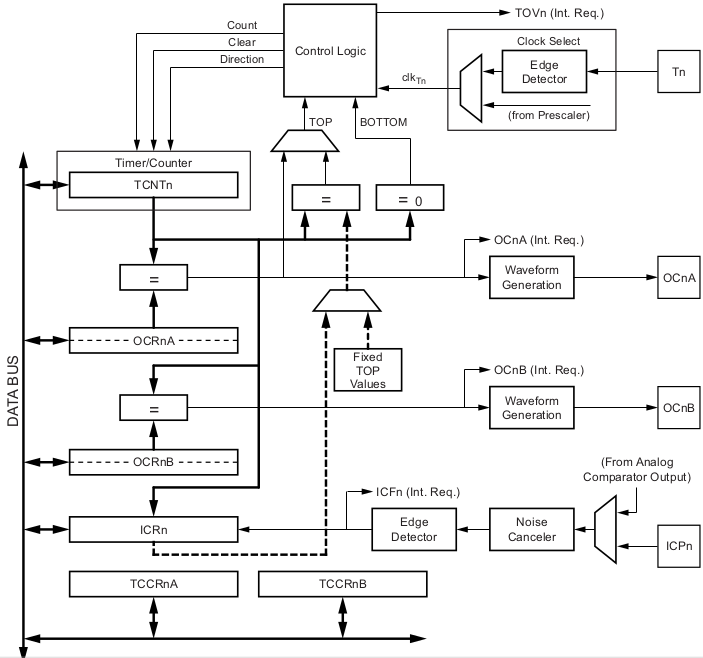 TOVn (Int. Req.)
Count
Clear
Direction
Control Logic
Clock Select
Edge
Detector
Tn
clkTn
(from Prescaler)
TOP
BOTTOM
Timer/Counter
TCNTn
=
= 0
OCnA (Int. Req.)
=
Waveform
Generation
OCnA
OCRnA
Fixed
TOP
Values
DATA BUS
OCnB (Int. Req.)
=
Waveform
Generation
OCnB
OCRnB
(From Analog
Comparator Output)
ICFn (Int. Req.)
ICRn
Edge
Detector
Noise
Canceler
ICPn
TCCRnA
TCCRnB